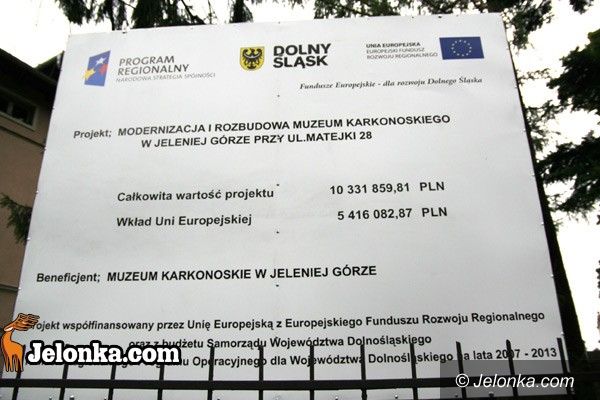 PROGRAM
REGIONALNY
NARODOWA STRATEGIA SPÓJNOŚCI
DOLNY
ŚLĄSK
UNIA EUROPEJSKA
EUROPEJSKI FUNDUSZ
ROZWOJU REGIONALNEGO
Fundusze Europejskie - dla rozwoju Dolnego Śląska
Projekt; MODERNIZACJA I ROZBUDOWA MUZEUM KARKONOSKIEGO
W JELENIEJ GÓRZE PRZY UL.MATEJKI 28
Całkowita wartość projektu 10 331 859,81 PLN
Wkład Uni Europejskiej 5 416 082,87 PLN
Beneficjent; MUZEUM KARKONOSKIE W JELENIEJ GÓRZE
rojekt współfinansowany przez Unię Europejską z Europejskiego Funduszu Rozwoju Regionalnego
oraz z budżetu Samorządu Województwa Dolnośląskiego
Operacyjnego dla Województwa Dolnośląskiego na lata 2007 - 2013
Jelonka.com
© Jelonka.com